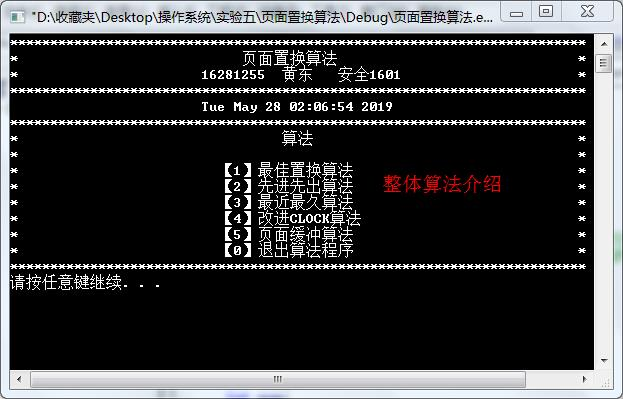 "D:\收藏夹\Desktop\操作系统\实验五\页面置换算法\Debug\页面置换算法.e...
页面置换算法
16281255 黄东 安全1601
Tue May 28 02:06:54 2019
算法
【1】最佳置换算法
【2】先进先出算法
整体算法介绍
【3】最近最久算法
【4】改进CLOCK算法
【5】页面缓冲算法
【0】退出算法程序
请按任意键继续. . .